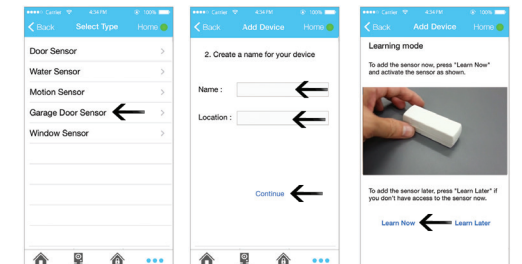 Carrier 4:34 PM 100%
Back Select Type Home
Door Sensor
Water Sensor
Motion Sensor
Garage Door Sensor
Window Sensor
Carrier 4:34 PM 100%
Back Add Device Home
2. Create a name for your device
Name :
Location :
Continue
Carrier 4:34 PM 100%
Back Add Device Home
Learning mode
To add the sensor now, press "Learn Now"
and activate the sensor as shown.
To add the sensor later, press "Learn Later" if
you don't have access to the sensor now.
Learn Now Learn Later